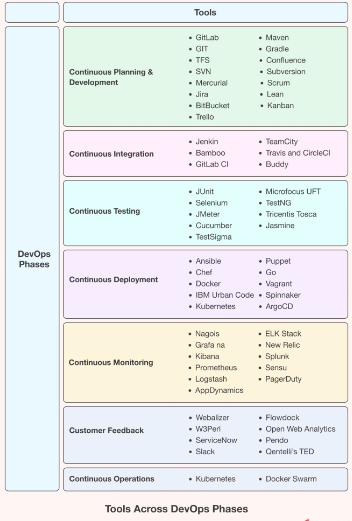 Tools
DevOps
Phases
Continuous Planning &
Development
• GitLab
• GIT
• TFS
• SVN
• Mercurial
• Jira
• BitBucket
• Trello
• Maven
• Gradle
• Confluence
• Subversion
• Scrum
• Lean
• Kanban
Continuous Integration
• Jenkin
• Bamboo
• GitLab CI
• TeamCity
• Travis and CircleCI
• Buddy
Continuous Testing
• JUnit
• Selenium
• JMeter
• Cucumber
• TestSigma
• Microfocus UFT
• TestNG
• Tricentis Tosca
• Jasmine
Continuous Deployment
• Ansible
• Chef
• Docker
• IBM Urban Code
• Kubernetes
• Puppet
• Go
• Vagrant
• Spinnaker
• ArgoCD
Continuous Monitoring
• Nagois
• Grafa na
• Kibana
• Prometheus
• Logstash
• AppDynamics
• ELK Stack
• New Relic
• Splunk
• Sensu
• PagerDuty
Customer Feedback
• Webalizer
• W3Perl
• ServiceNow
• Slack
• Flowdock
• Open Web Analytics
• Pendo
• Qentelli's TED
Continuous Operations
• Kubernetes
• Docker Swarm
Tools Across DevOps Phases